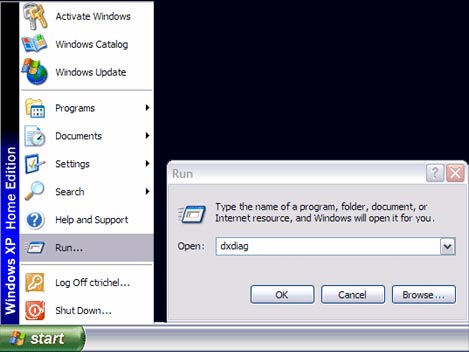 Activate Windows
Windows Catalog
Windows Update
Programs
Documents
Settings
Search
Help and Support
Run...
Log Off ctrichel...
Shut Down...
Windows XP Home Edition
start
Run
Type the name of a program, folder, document, or
Internet resource, and Windows will open it for you.
Open: dxdiag
OK Cancel Browse...